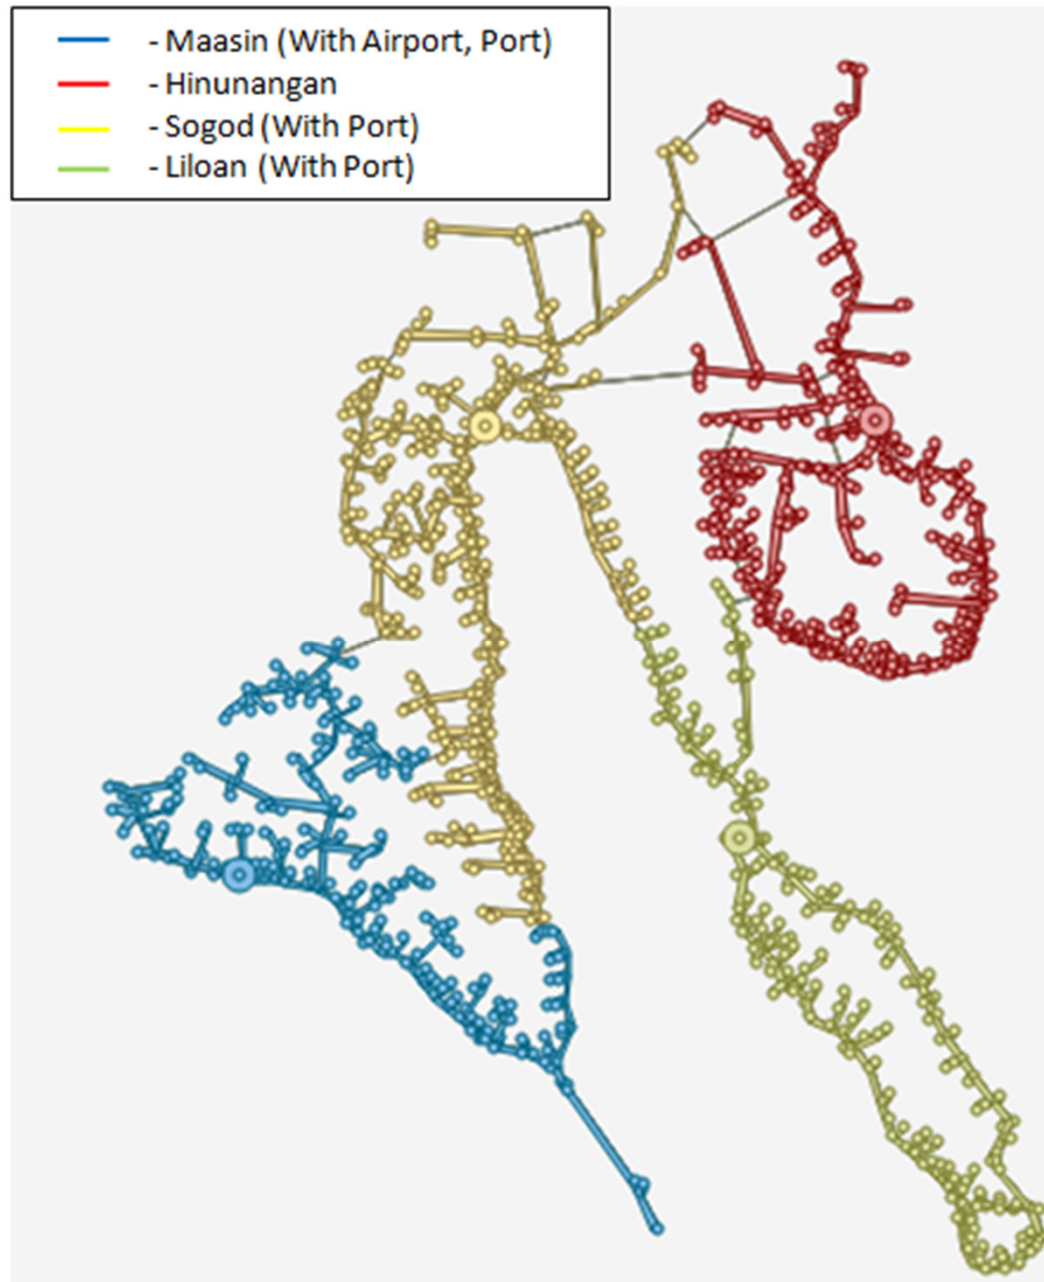 - Maasin (With Airport, Port)
- Hinunangan
- Sogod (With Port)
- Liloan (With Port)